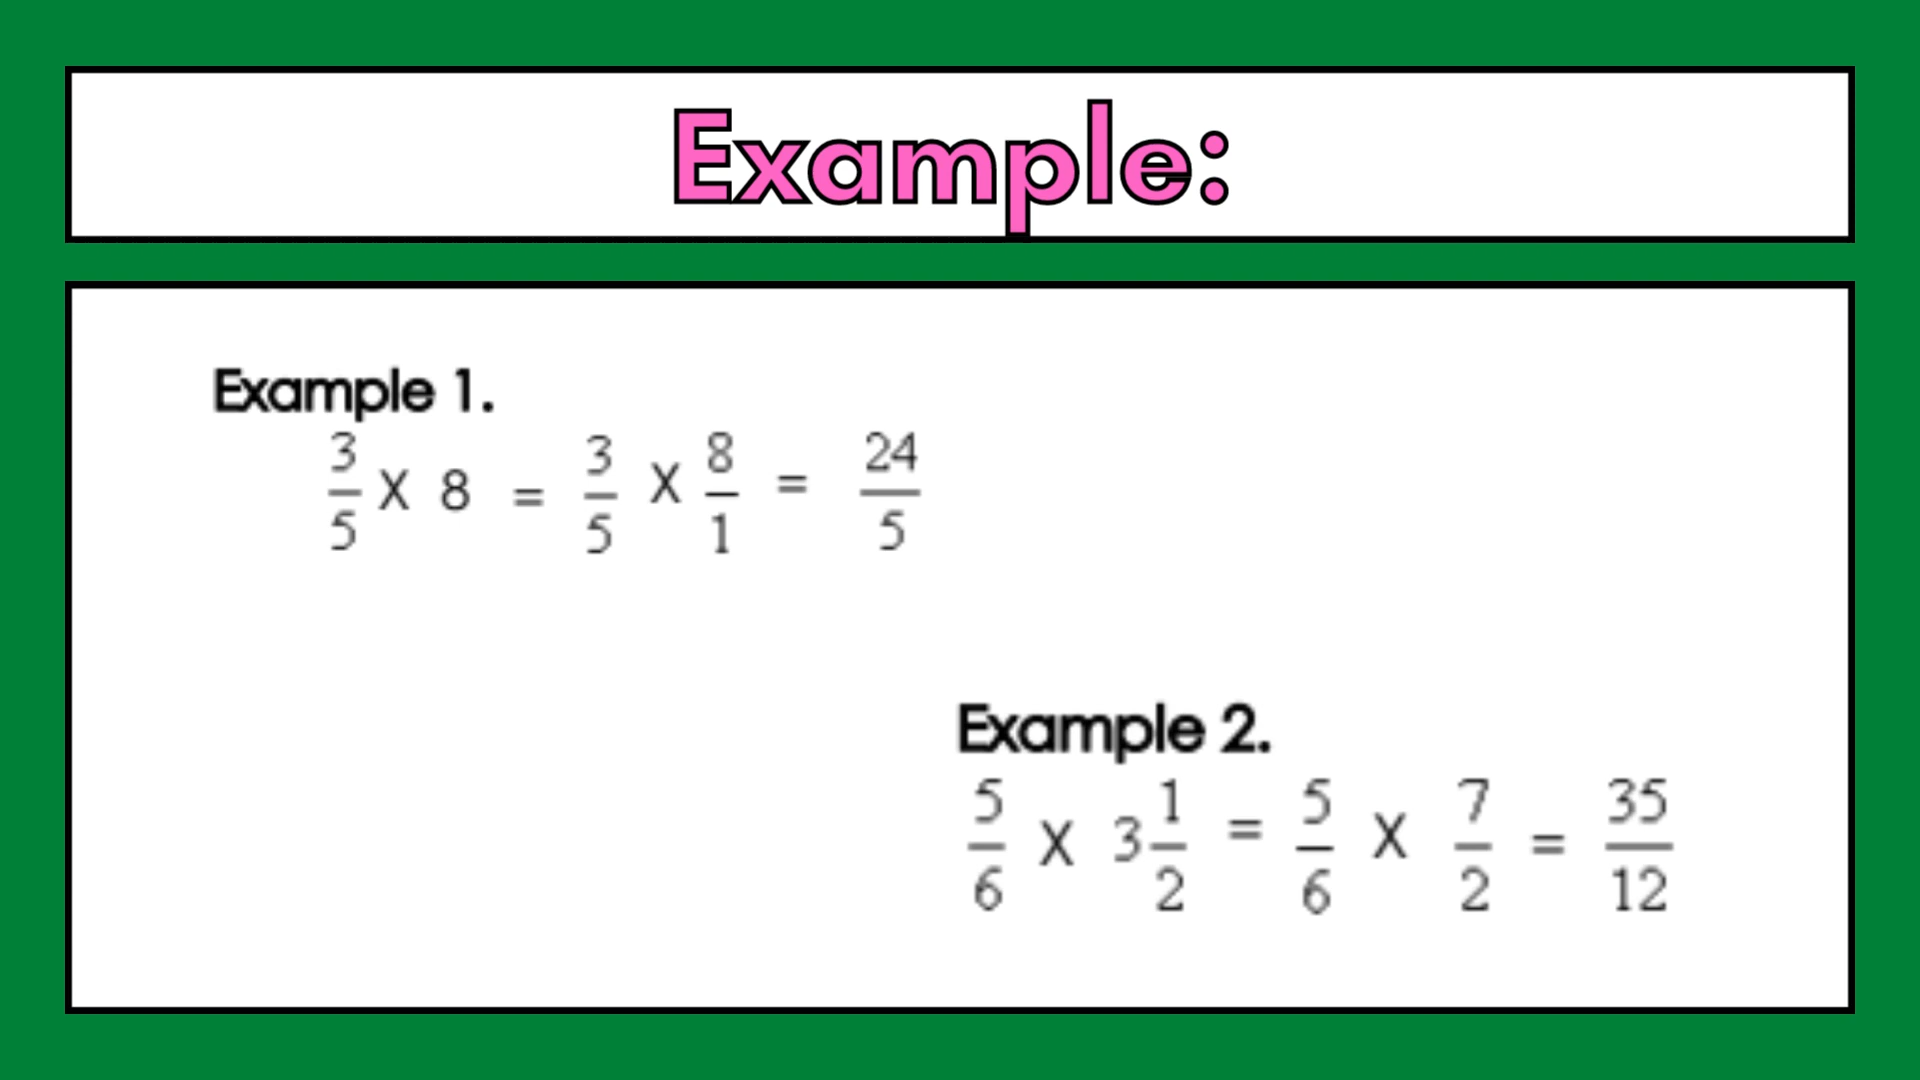 Example:
Example 1.
3/5 X 8 = 3/5 X 8/1 = 24/5
Example 2.
5/6 X 3 1/2 = 5/6 X 7/2 = 35/12